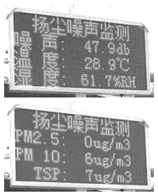 扬尘噪声监测
噪声: 47.9db
温度: 28.9℃
湿度: 61.7%RH
扬尘噪声监测
PM2.5: 0ug/m3
PM 10: 6ug/m3
TSP: 7ug/m3